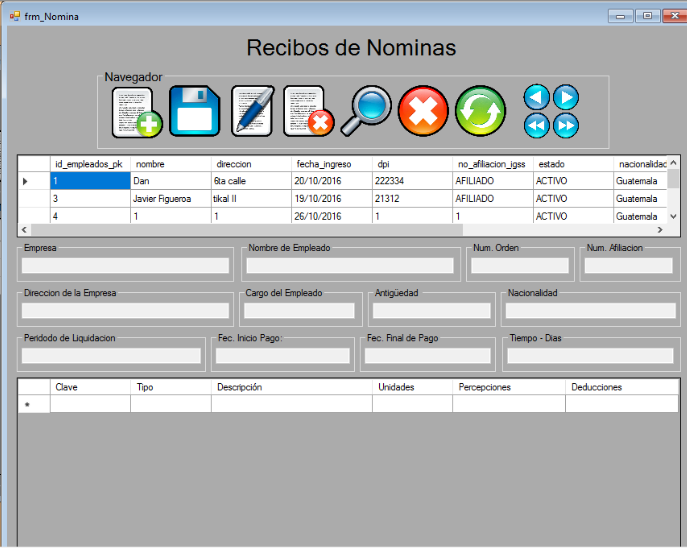 frm_Nomina
Recibos de Nominas
Navegador
id_empleados_pk nombre direccion fecha_ingreso dpi no_afiliacion_igss estado nacionalidad
1 Dan 6ta calle 20/10/2016 222334 AFILIADO ACTIVO Guatemala
3 Javier Figueroa tikal II 19/10/2016 21312 AFILIADO ACTIVO Guatemala
4 1 1 26/10/2016 1 1 ACTIVO Guatemala
Empresa Nombre de Empleado Num. Orden Num. Afiliacion
Direccion de la Empresa Cargo del Empleado Antigüedad Nacionalidad
Peridodo de Liquidacion Fec. Inicio Pago: Fec. Final de Pago Tiempo - Dias
Clave Tipo Descripción Unidades Percepciones Deducciones